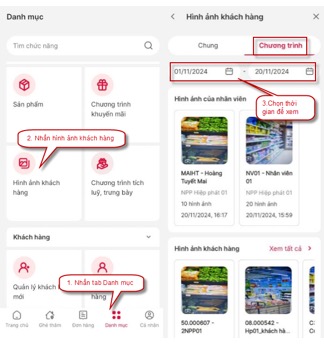 Danh mục
Tìm chức năng
Sản phẩm
Chương trình
khuyến mãi
2. Nhấn hình ảnh khách hàng
Hình ảnh khách
hàng
Chương trình tích
luỹ, trưng bày
Khách hàng
1. Nhấn tab Danh mục
Quản lý khách
mới
hàng
Trang chủ
Ghé thăm
Đơn hàng
Danh mục
Cá nhân
Hình ảnh khách hàng
Chung
Chương trình
01/11/2024
-
20/11/2024
3.Chọn thời
gian để xem
Hình ảnh của nhân viên
MAIHT - Hoàng
Tuyết Mai
NPP Hiệp phát 01
10 hình ảnh
20/11/2024, 16:17
NV01 - Nhân viên
01
NPP Hiệp phát 01
20 hình ảnh
20/11/2024, 15:59
Hình ảnh khách hàng
Xem tất cả
50.000607 -
2NPP01
08.000542 -
Hp01_khách hà...